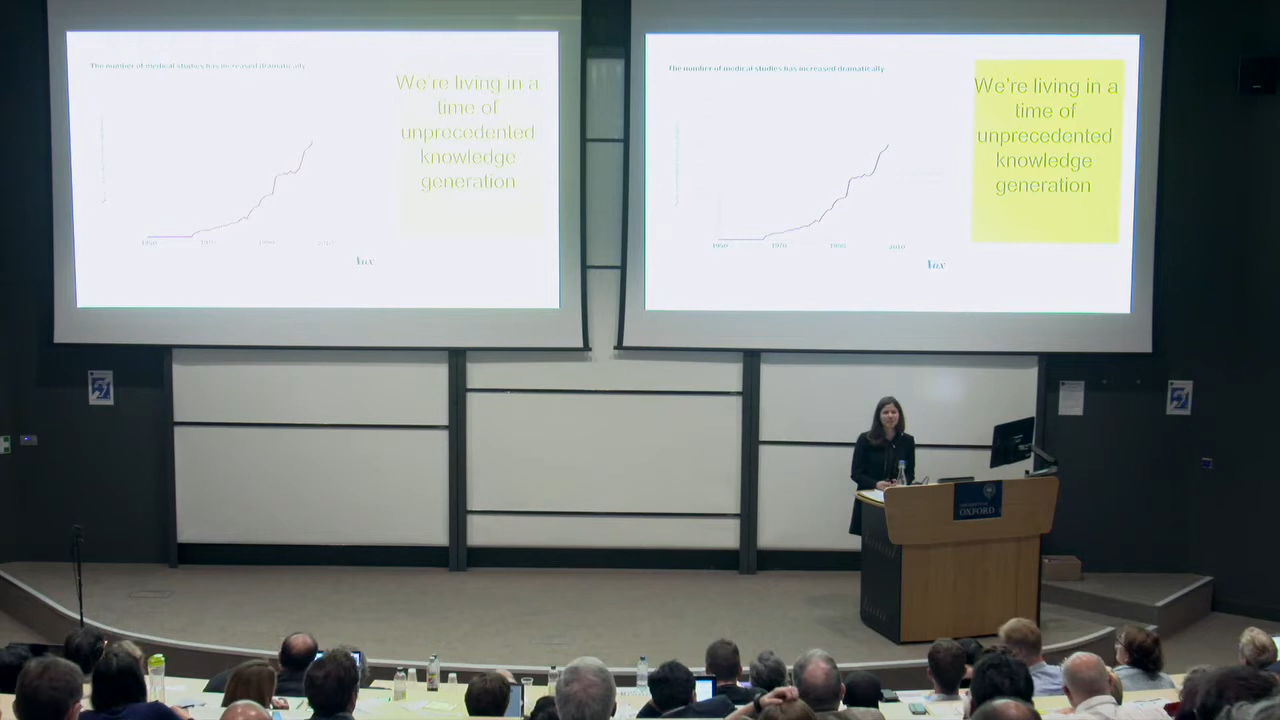 The number of medical studies has increased dramatically
We're living in a
time of
unprecedented
knowledge
generation
1950
1970
1990
2010
Vox
The number of medical studies has increased dramatically
We're living in a
time of
unprecedented
knowledge
generation
1950
1970
1990
2010
Vox
UNIVERSITY OF
OXFORD